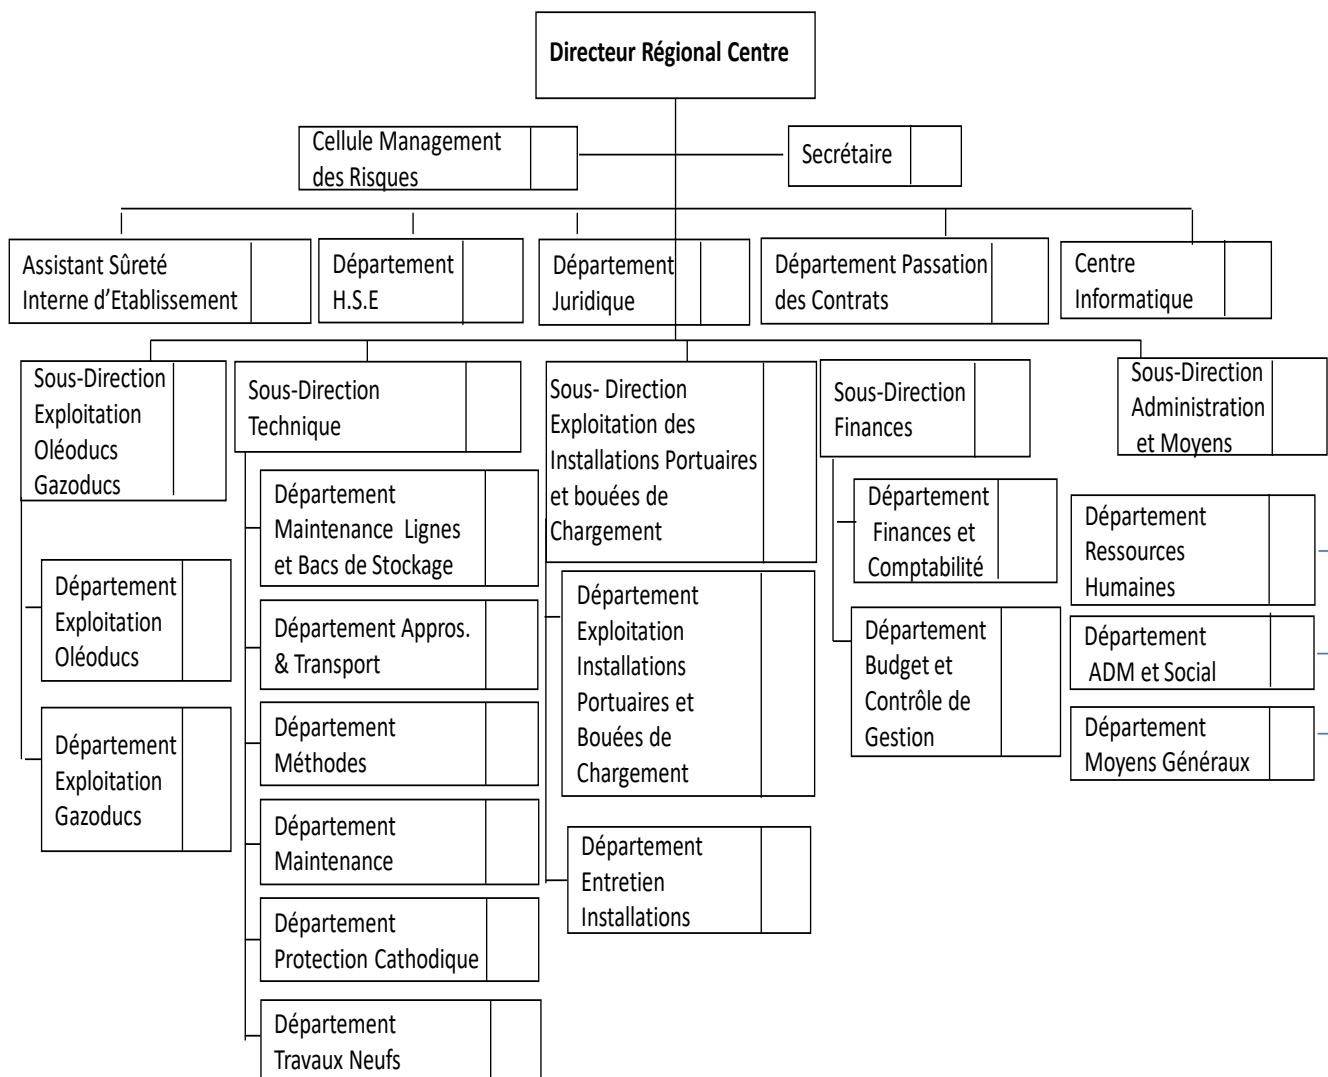 Directeur Régional Centre
Cellule Management
des Risques
Secrétaire
Assistant Sûreté
Interne d’Etablissement
Département
H.S.E
Département
Juridique
Département Passation
des Contrats
Centre
Informatique
Sous-Direction
Exploitation
Oléoducs
Gazoducs
Sous-Direction
Technique
Sous- Direction
Exploitation des
Installations Portuaires
et bouées de
Chargement
Sous-Direction
Finances
Sous-Direction
Administration
et Moyens
Département
Exploitation
Oléoducs
Département
Exploitation
Gazoducs
Département
Maintenance Lignes
et Bacs de Stockage
Département Appros.
& Transport
Département
Méthodes
Département
Maintenance
Département
Protection Cathodique
Département
Travaux Neufs
Département
Exploitation
Installations
Portuaires et
Bouées de
Chargement
Département
Entretien
Installations
Département
Finances et
Comptabilité
Département
Budget et
Contrôle de
Gestion
Département
Ressources
Humaines
Département
ADM et Social
Département
Moyens Généraux